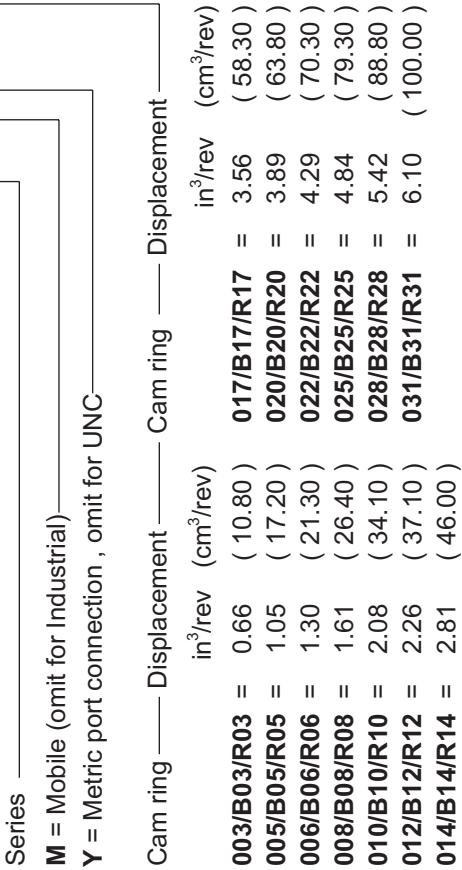 Series
M = Mobile (omit for Industrial)
Y = Metric port connection , omit for UNC
Cam ring Displacement Cam ring Displacement
in³/rev (cm³/rev) in³/rev (cm³/rev)
003/B03/R03 = 0.66 ( 10.80 ) 017/B17/R17 = 3.56 ( 58.30 )
005/B05/R05 = 1.05 ( 17.20 ) 020/B20/R20 = 3.89 ( 63.80 )
006/B06/R06 = 1.30 ( 21.30 ) 022/B22/R22 = 4.29 ( 70.30 )
008/B08/R08 = 1.61 ( 26.40 ) 025/B25/R25 = 4.84 ( 79.30 )
010/B10/R10 = 2.08 ( 34.10 ) 028/B28/R28 = 5.42 ( 88.80 )
012/B12/R12 = 2.26 ( 37.10 ) 031/B31/R31 = 6.10 ( 100.00 )
014/B14/R14 = 2.81 ( 46.00 )